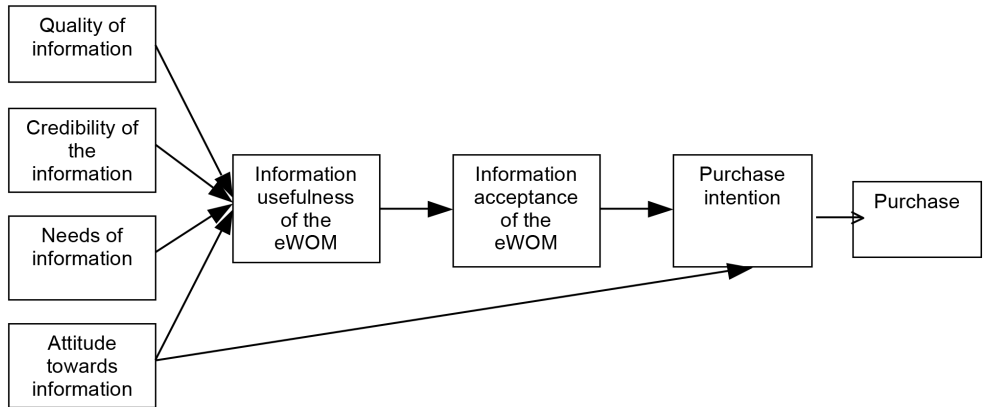 Quality of
information
Credibility of
the
information
Needs of
information
Attitude
towards
information
Information
usefulness
of the
eWOM
Information
acceptance
of the
eWOM
Purchase
intention
Purchase